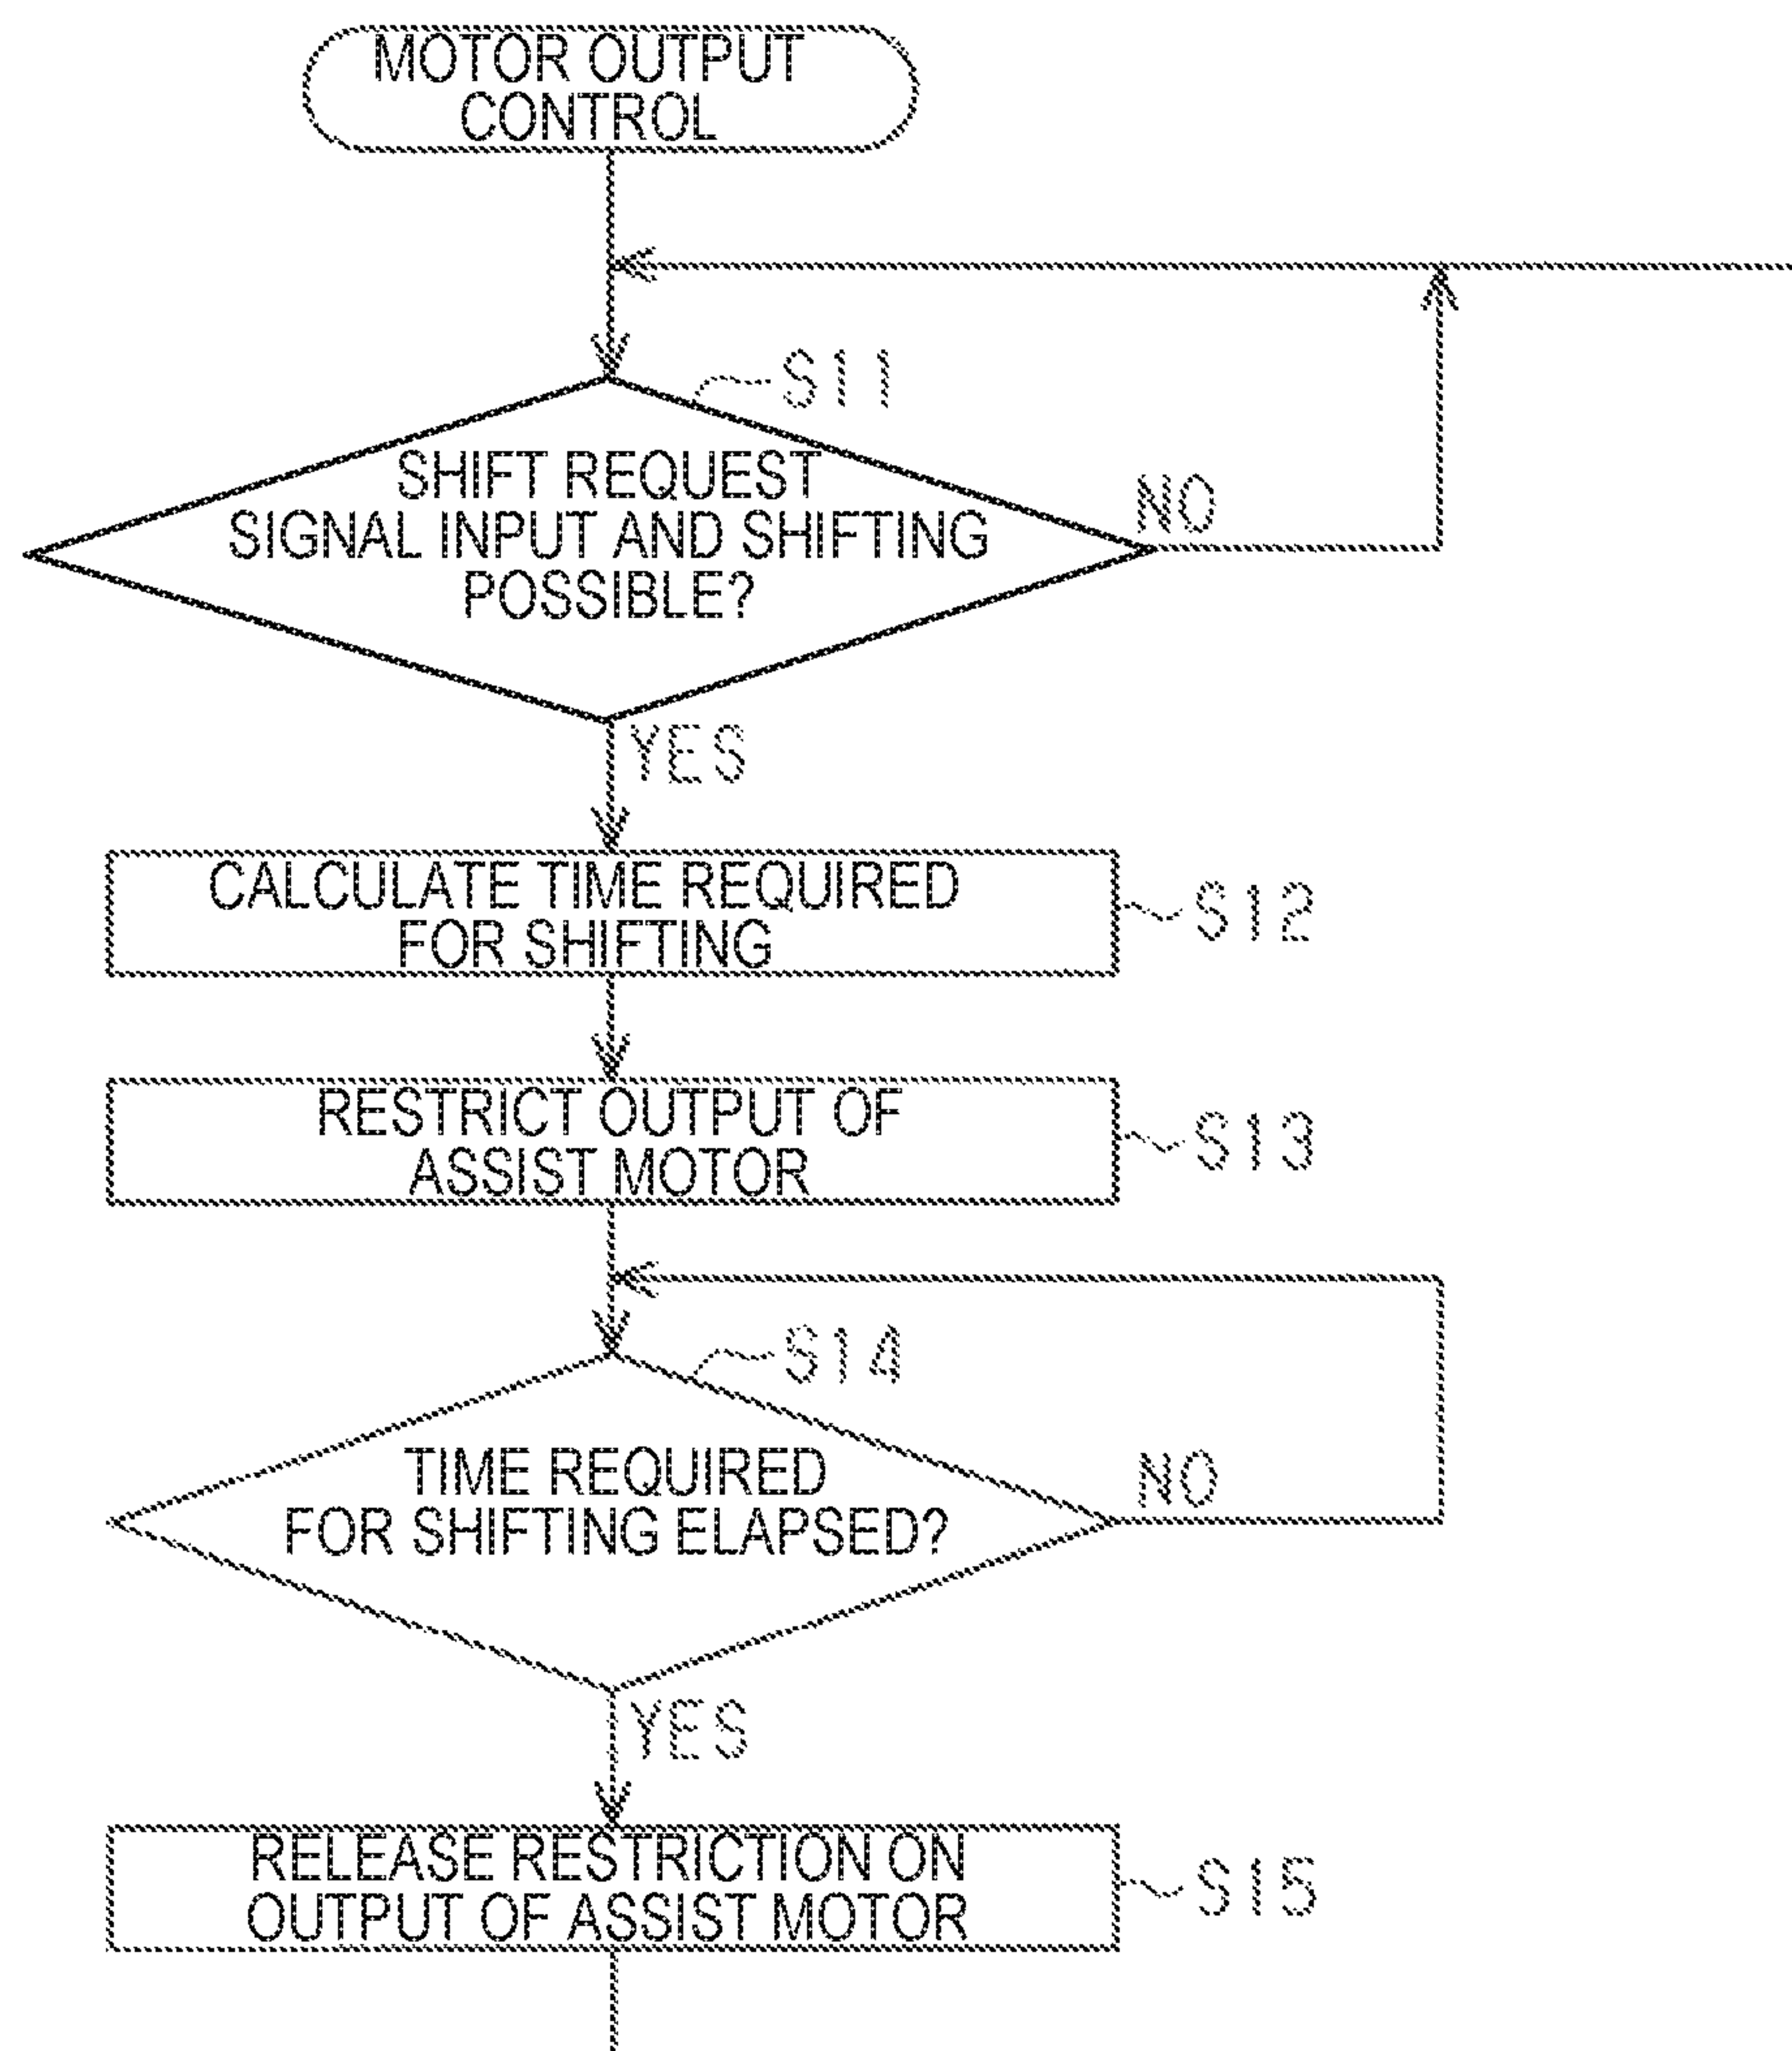 MOTOR OUTPUT
CONTROL
S11
SHIFT REQUEST
SIGNAL INPUT AND SHIFTING
POSSIBLE?
NO
YES
CALCULATE TIME REQUIRED
FOR SHIFTING
S12
RESTRICT OUTPUT OF
ASSIST MOTOR
S13
S14
TIME REQUIRED
FOR SHIFTING ELAPSED?
NO
YES
RELEASE RESTRICTION ON
OUTPUT OF ASSIST MOTOR
S15